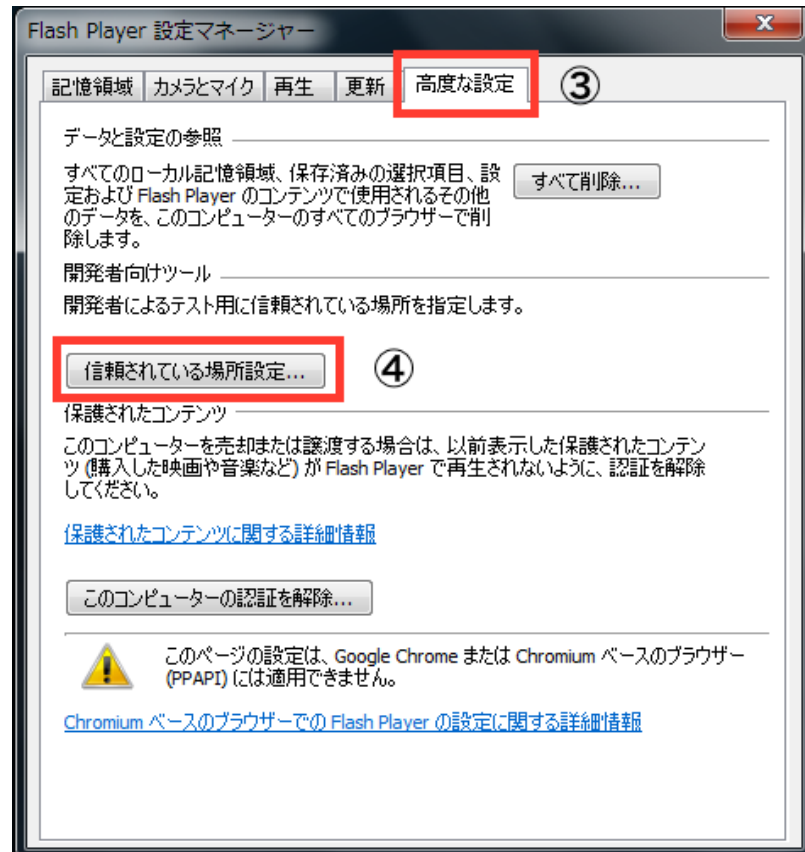 Flash Player 設定マネージャー
記憶領域 カメラとマイク 再生 更新 高度な設定 ③
データと設定の参照
すべてのローカル記憶領域、保存済みの選択項目、設
定および Flash Player のコンテンツで使用されるその他
のデータを、このコンピューターのすべてのブラウザーで削
除します。
すべて削除...
開発者向けツール
開発者によるテスト用に信頼されている場所を指定します。
信頼されている場所設定... ④
保護されたコンテンツ
このコンピューターを売却または譲渡する場合は、以前表示した保護されたコンテン
ツ (購入した映画や音楽など) が Flash Player で再生されないように、認証を解除
してください。
保護されたコンテンツに関する詳細情報
このコンピューターの認証を解除...
このページの設定は、Google Chrome または Chromium ベースのブラウザー
(PPAPI) には適用できません。
Chromium ベースのブラウザーでの Flash Player の設定に関する詳細情報